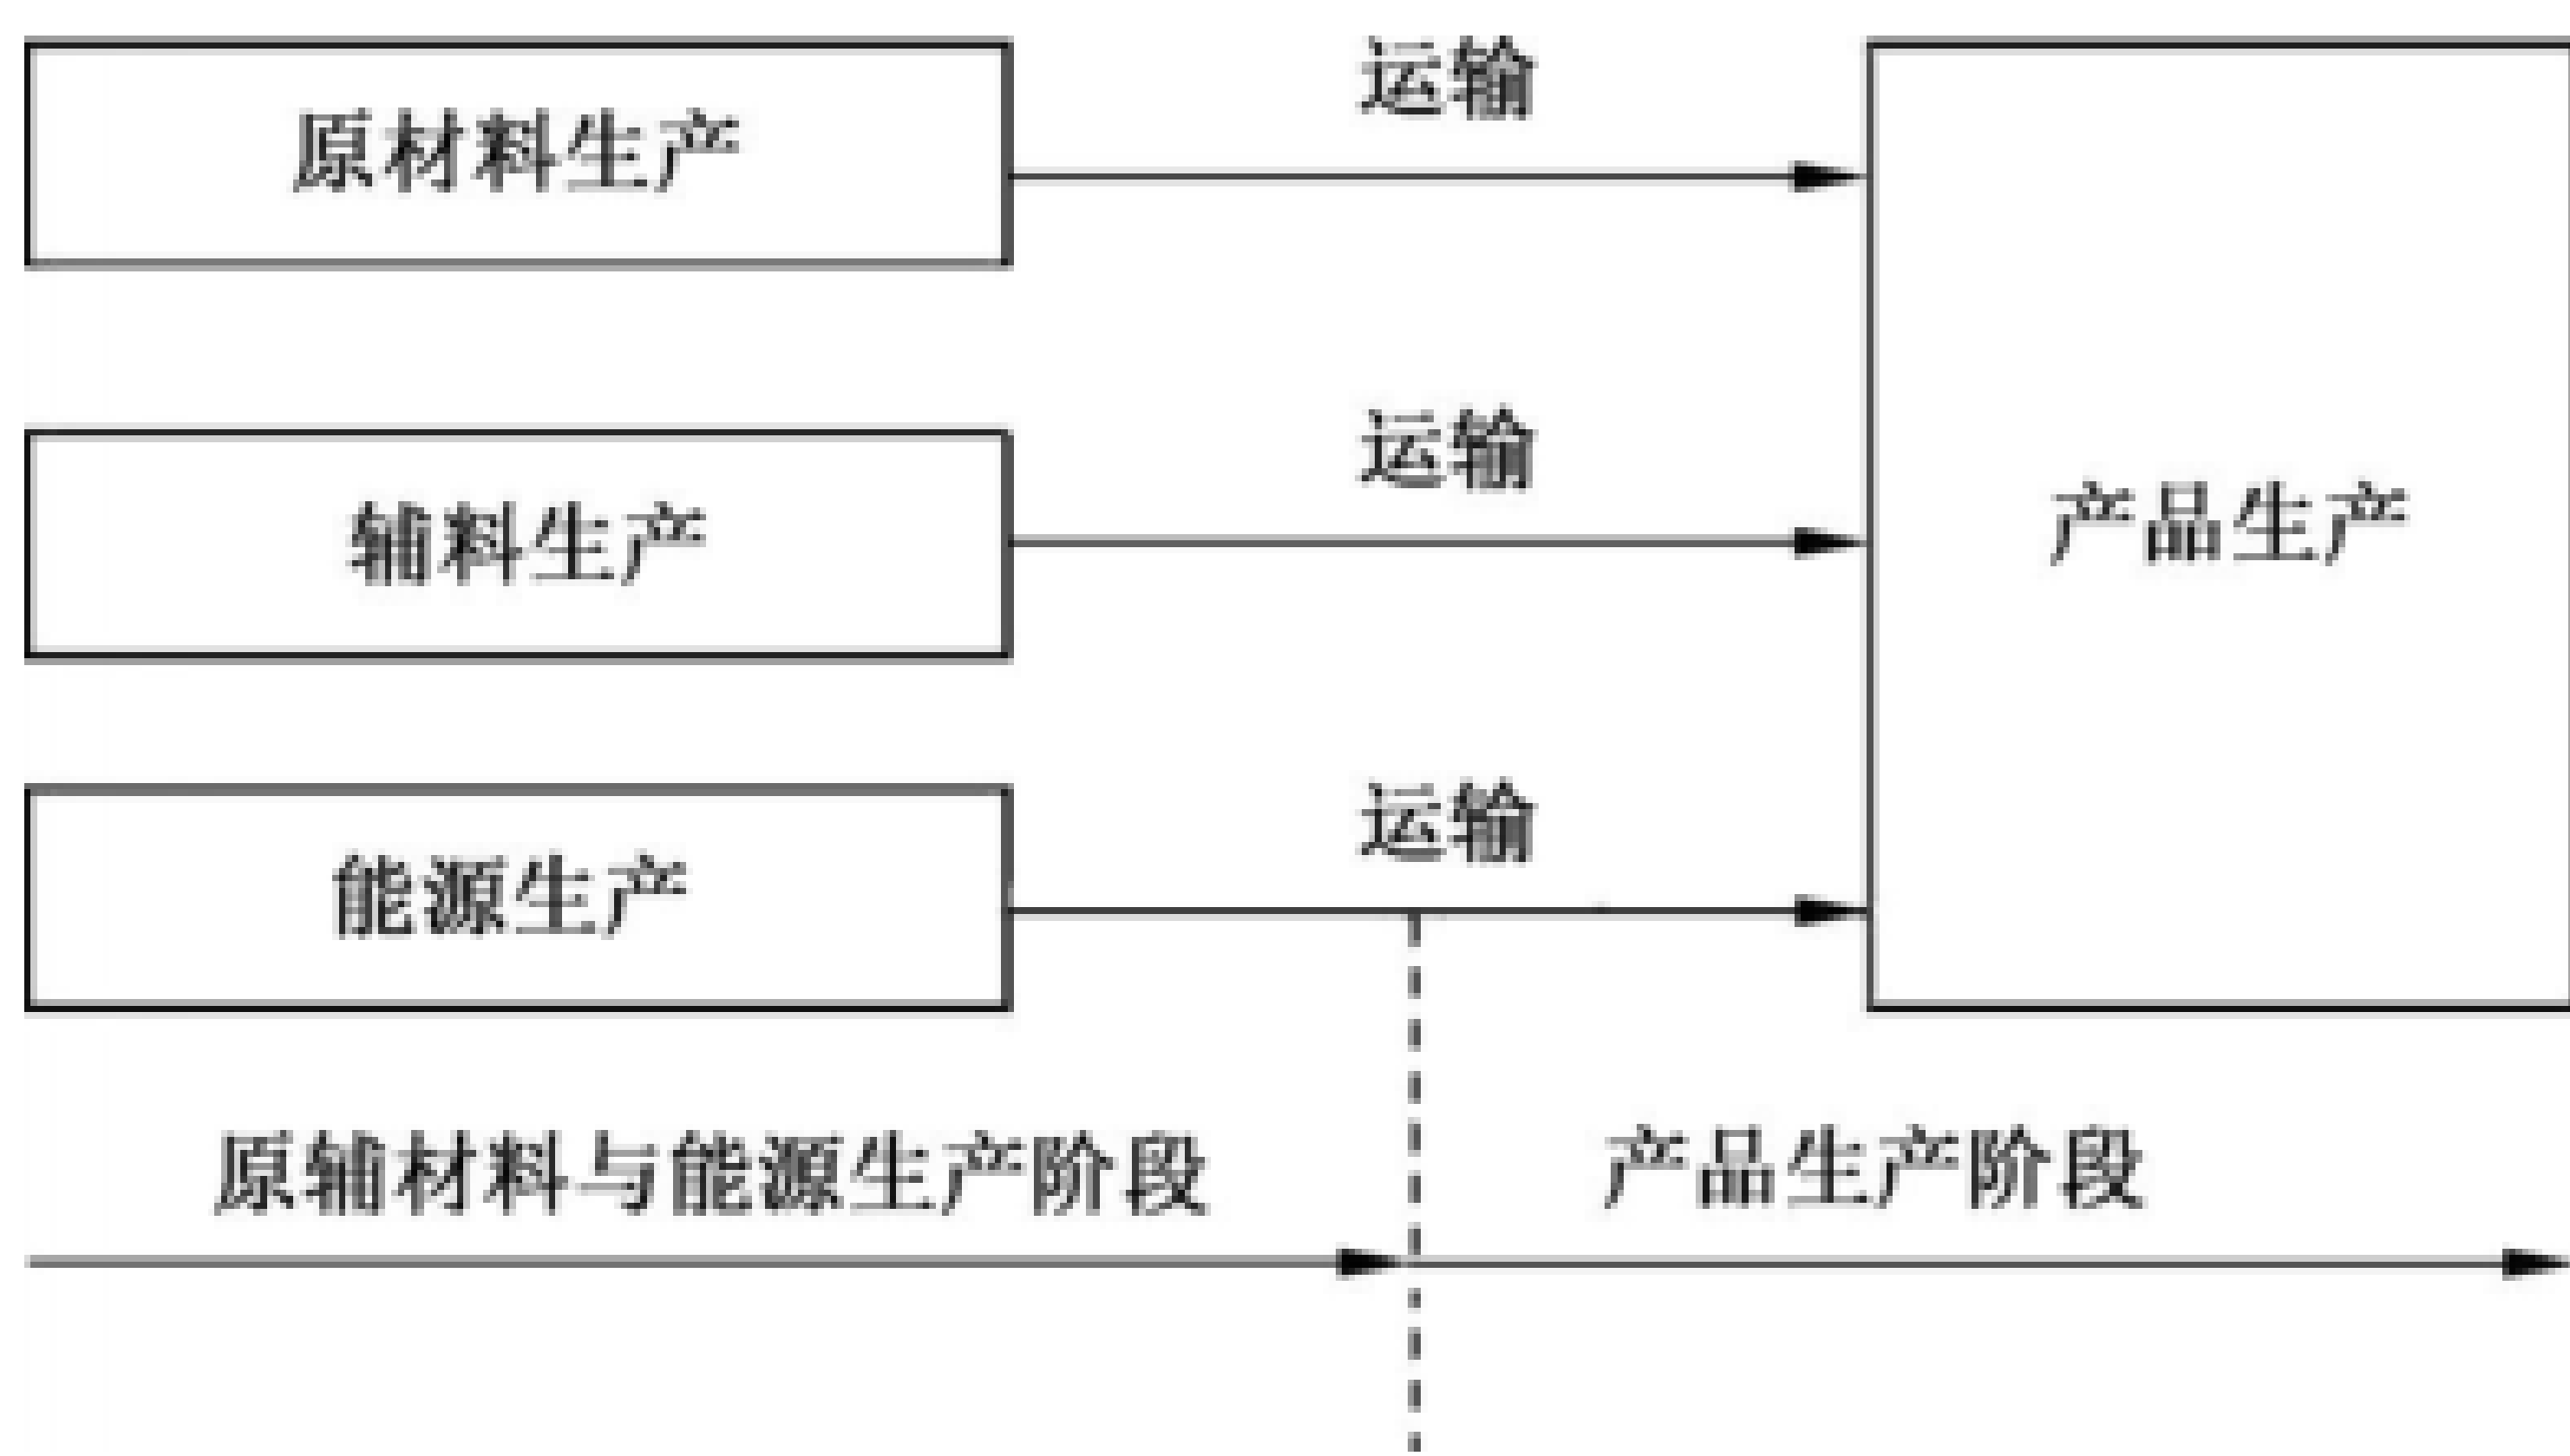 运输
原材料生产
运输
产品生产
辅料生产
运输
能源生产
原辅材料与能源生产阶段
产品生产阶段